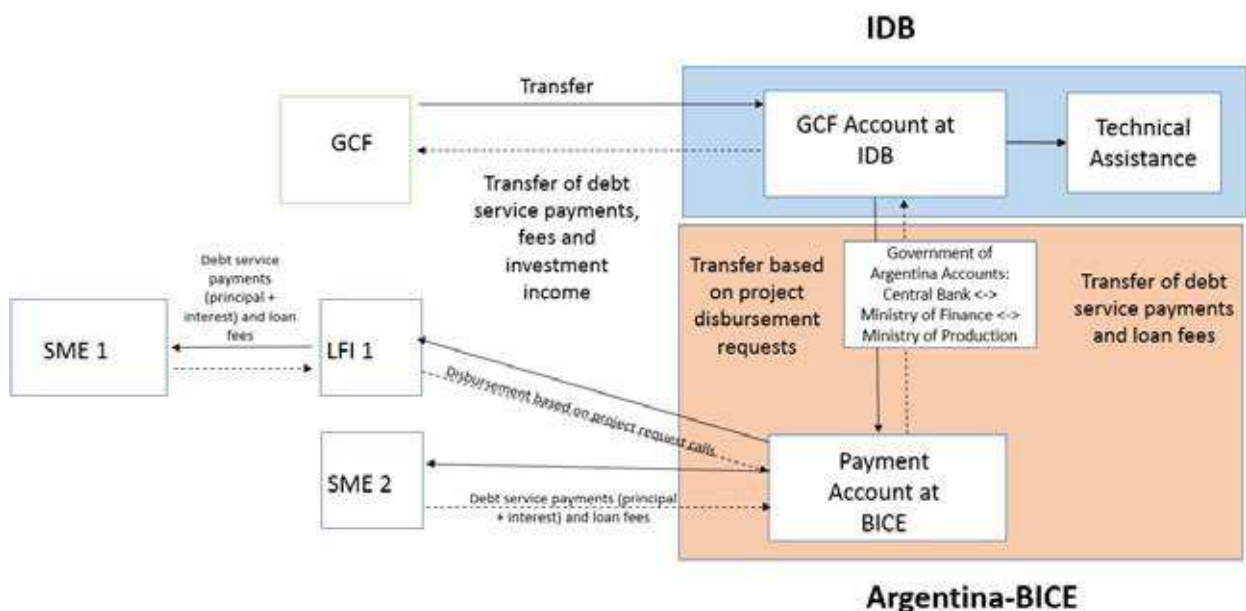 IDB
Transfer
GCF
GCF Account at
IDB
Technical
Assistance
Transfer of debt
service payments,
fees and
investment
income
Debt service
payments
(principal +
interest) and loan
fees
SME 1
LFI 1
Transfer based
on project
disbursement
requests
Government of
Argentina Accounts:
Central Bank <->
Ministry of Finance <->
Ministry of Production
Transfer of debt
service payments
and loan fees
Disbursement based on project request calls
SME 2
Debt service payments (principal
+ interest) and loan fees
Payment
Account at
BICE
Argentina-BICE